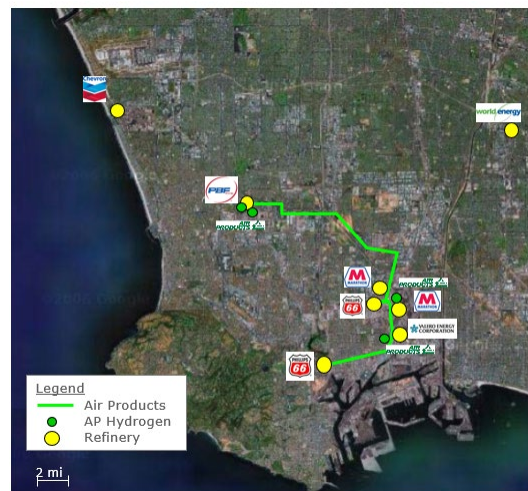 Chevron
world energy
PBF
AIR
PRODUCTS
MARATHON
AIR
PRODUCTS
PHILLIPS
66
MARATHON
VALERO ENERGY
CORPORATION
AIR
PRODUCTS
PHILLIPS
66
Legend
Air Products
AP Hydrogen
Refinery
2 mi